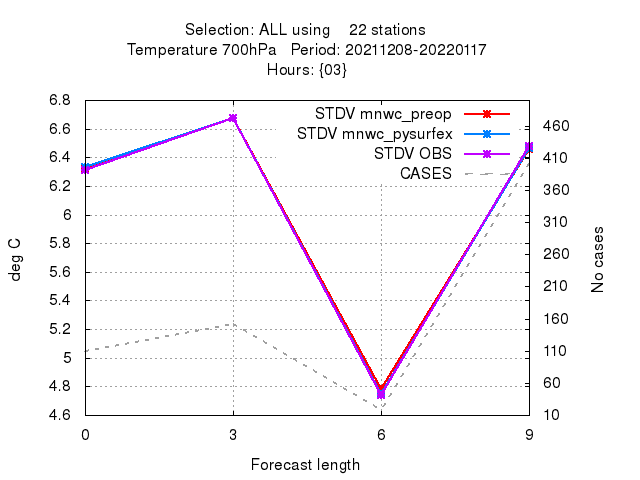 Selection: ALL using 22 stations
Temperature 700hPa Period: 20211208-20220117
Hours: {03}
STDV mnwc_preop
STDV mnwc_pysurfex
STDV OBS
CASES
6.8
6.6
6.4
6.2
6
5.8
5.6
5.4
5.2
5
4.8
4.6
deg C
460
410
360
310
260
210
160
110
60
10
No cases
0 3 6 9
Forecast length